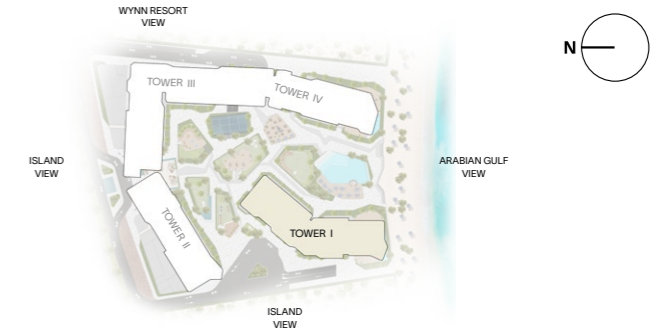 WYNN RESORT
VIEW
N
TOWER III
TOWER IV
ISLAND
VIEW
ARABIAN GULF
VIEW
TOWER II
TOWER I
ISLAND
VIEW